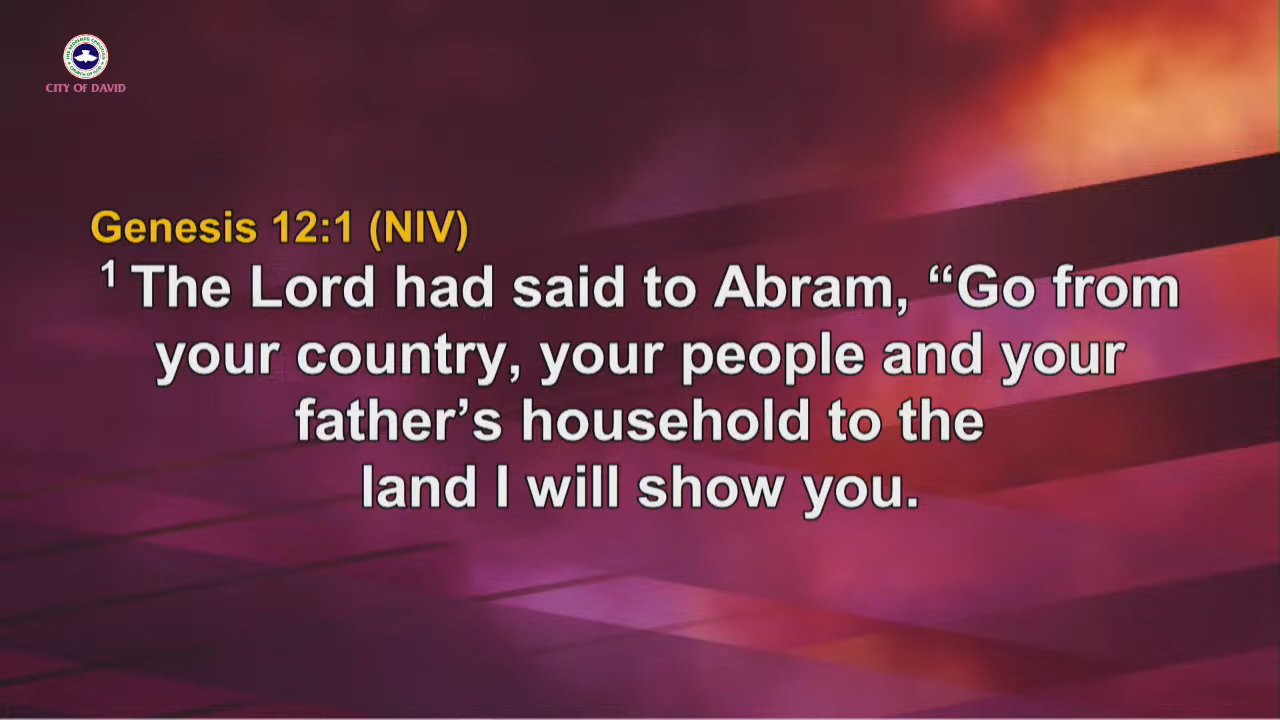 CITY OF DAVID
Genesis 12:1 (NIV)
1 The Lord had said to Abram, “Go from
your country, your people and your
father’s household to the
land I will show you.